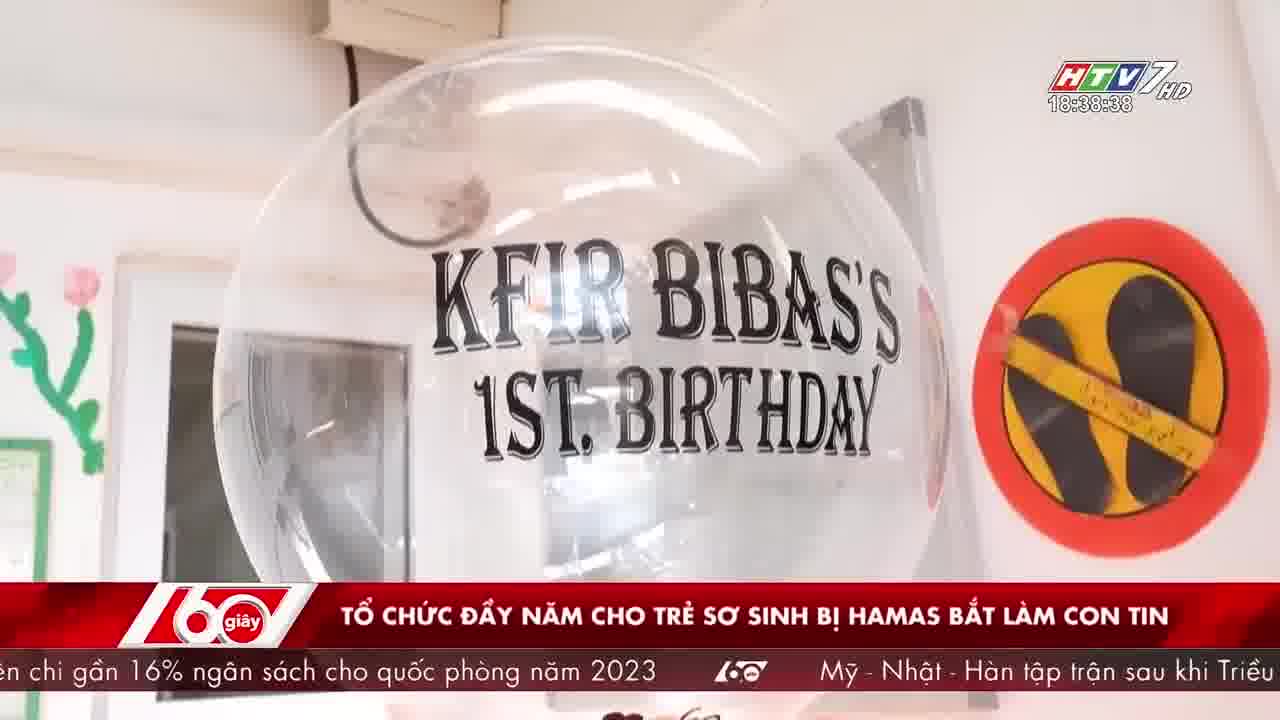 HTV7 HD
18:38:38
KFIR BIBAS'S
1ST. BIRTHDAY
60 giây
TỔ CHỨC ĐẦY NĂM CHO TRẺ SƠ SINH BỊ HAMAS BẮT LÀM CON TIN
ên chi gần 16% ngân sách cho quốc phòng năm 2023 60 giây Mỹ - Nhật - Hàn tập trận sau khi Triều